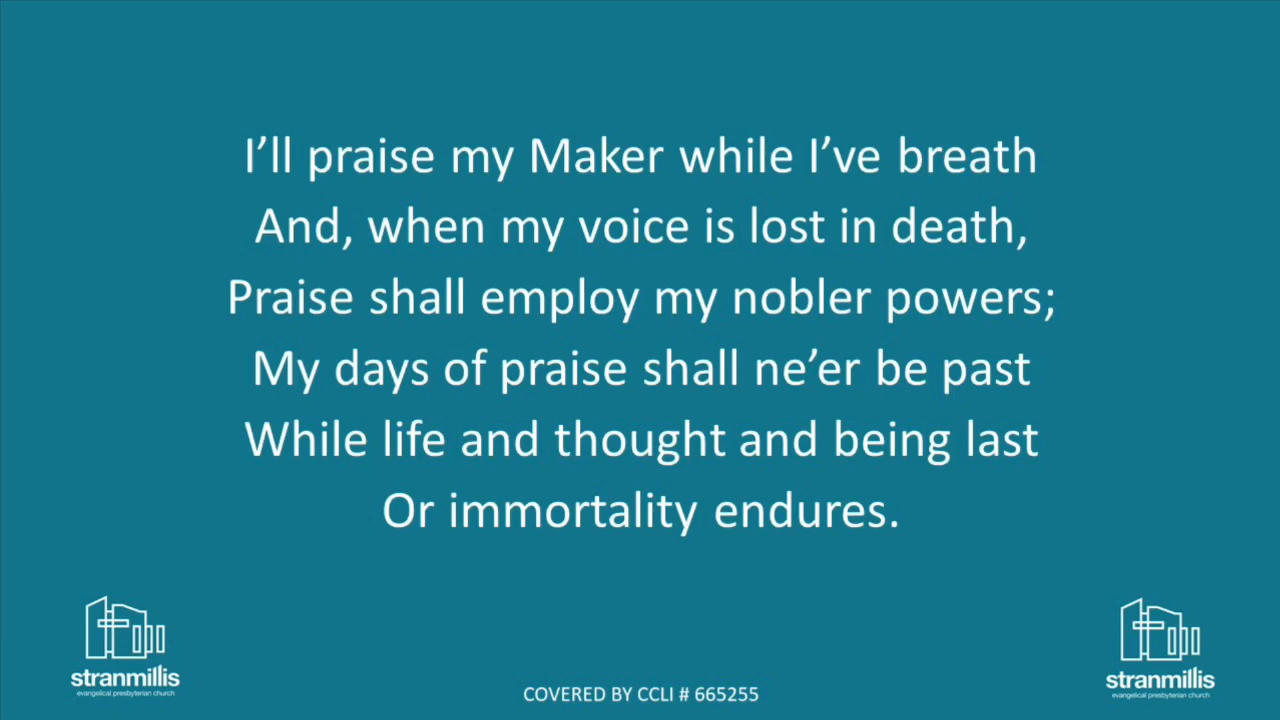 I’ll praise my Maker while I’ve breath
And, when my voice is lost in death,
Praise shall employ my nobler powers;
My days of praise shall ne’er be past
While life and thought and being last
Or immortality endures.
stranmillis
evangelical presbyterian church
COVERED BY CCLI # 665255
stranmillis
evangelical presbyterian church